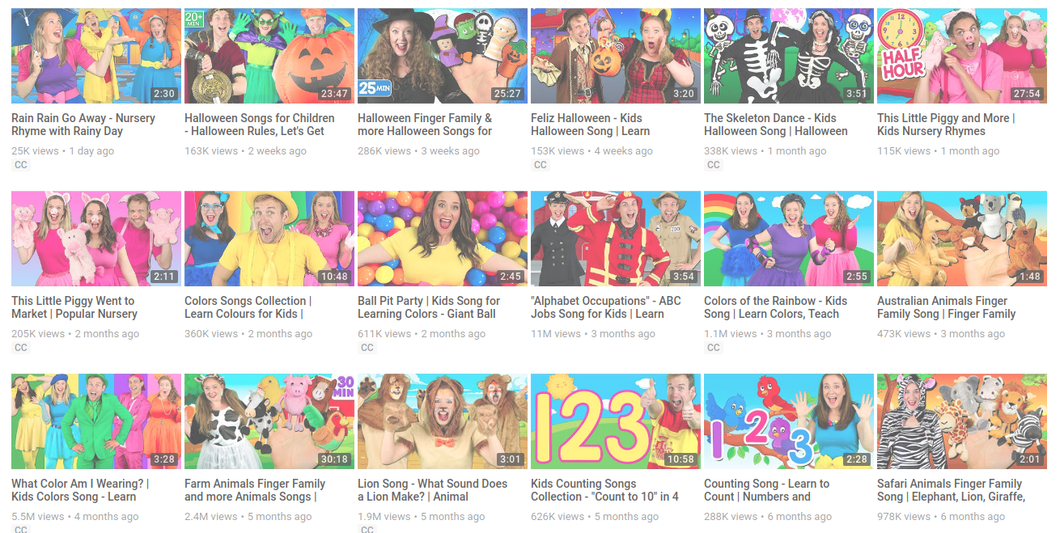 20+
MIN
25 MIN
HALF
HOUR
2:30
23:47
25:27
3:20
3:51
27:54
Rain Rain Go Away - Nursery
Rhyme with Rainy Day
25K views • 1 day ago
CC
Halloween Songs for Children
- Halloween Rules, Let's Get
163K views • 2 weeks ago
Halloween Finger Family &
more Halloween Songs for
286K views • 3 weeks ago
Feliz Halloween - Kids
Halloween Song | Learn
153K views • 4 weeks ago
CC
The Skeleton Dance - Kids
Halloween Song | Halloween
338K views • 1 month ago
CC
This Little Piggy and More |
Kids Nursery Rhymes
115K views • 1 month ago
2:11
10:48
2:45
3:54
2:55
1:48
This Little Piggy Went to
Market | Popular Nursery
205K views • 2 months ago
CC
Colors Songs Collection |
Learn Colours for Kids |
360K views • 2 months ago
Ball Pit Party | Kids Song for
Learning Colors - Giant Ball
611K views • 2 months ago
CC
"Alphabet Occupations" - ABC
Jobs Song for Kids | Learn
11M views • 3 months ago
Colors of the Rainbow - Kids
Song | Learn Colors, Teach
1.1M views • 3 months ago
CC
Australian Animals Finger
Family Song | Finger Family
473K views • 3 months ago
30
MIN
123
1 2 3
3:28
30:18
3:01
10:58
2:28
2:01
What Color Am I Wearing? |
Kids Colors Song - Learn
5.5M views • 4 months ago
CC
Farm Animals Finger Family
and more Animals Songs |
2.4M views • 5 months ago
Lion Song - What Sound Does
a Lion Make? | Animal
1.9M views • 5 months ago
CC
Kids Counting Songs
Collection - "Count to 10" in 4
626K views • 5 months ago
Counting Song - Learn to
Count | Numbers and
288K views • 6 months ago
Safari Animals Finger Family
Song | Elephant, Lion, Giraffe,
978K views • 6 months ago